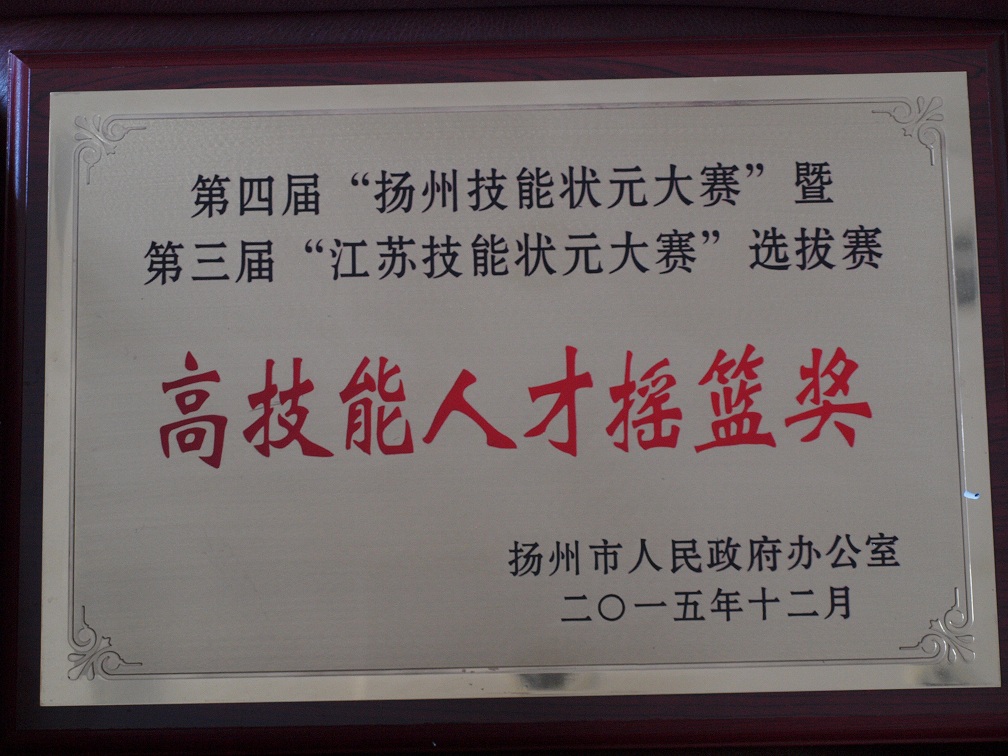 第四届“扬州技能状元大赛”暨
第三届“江苏技能状元大赛”选拔赛
高技能人才摇篮奖
扬州市人民政府办公室
二〇一五年十二月